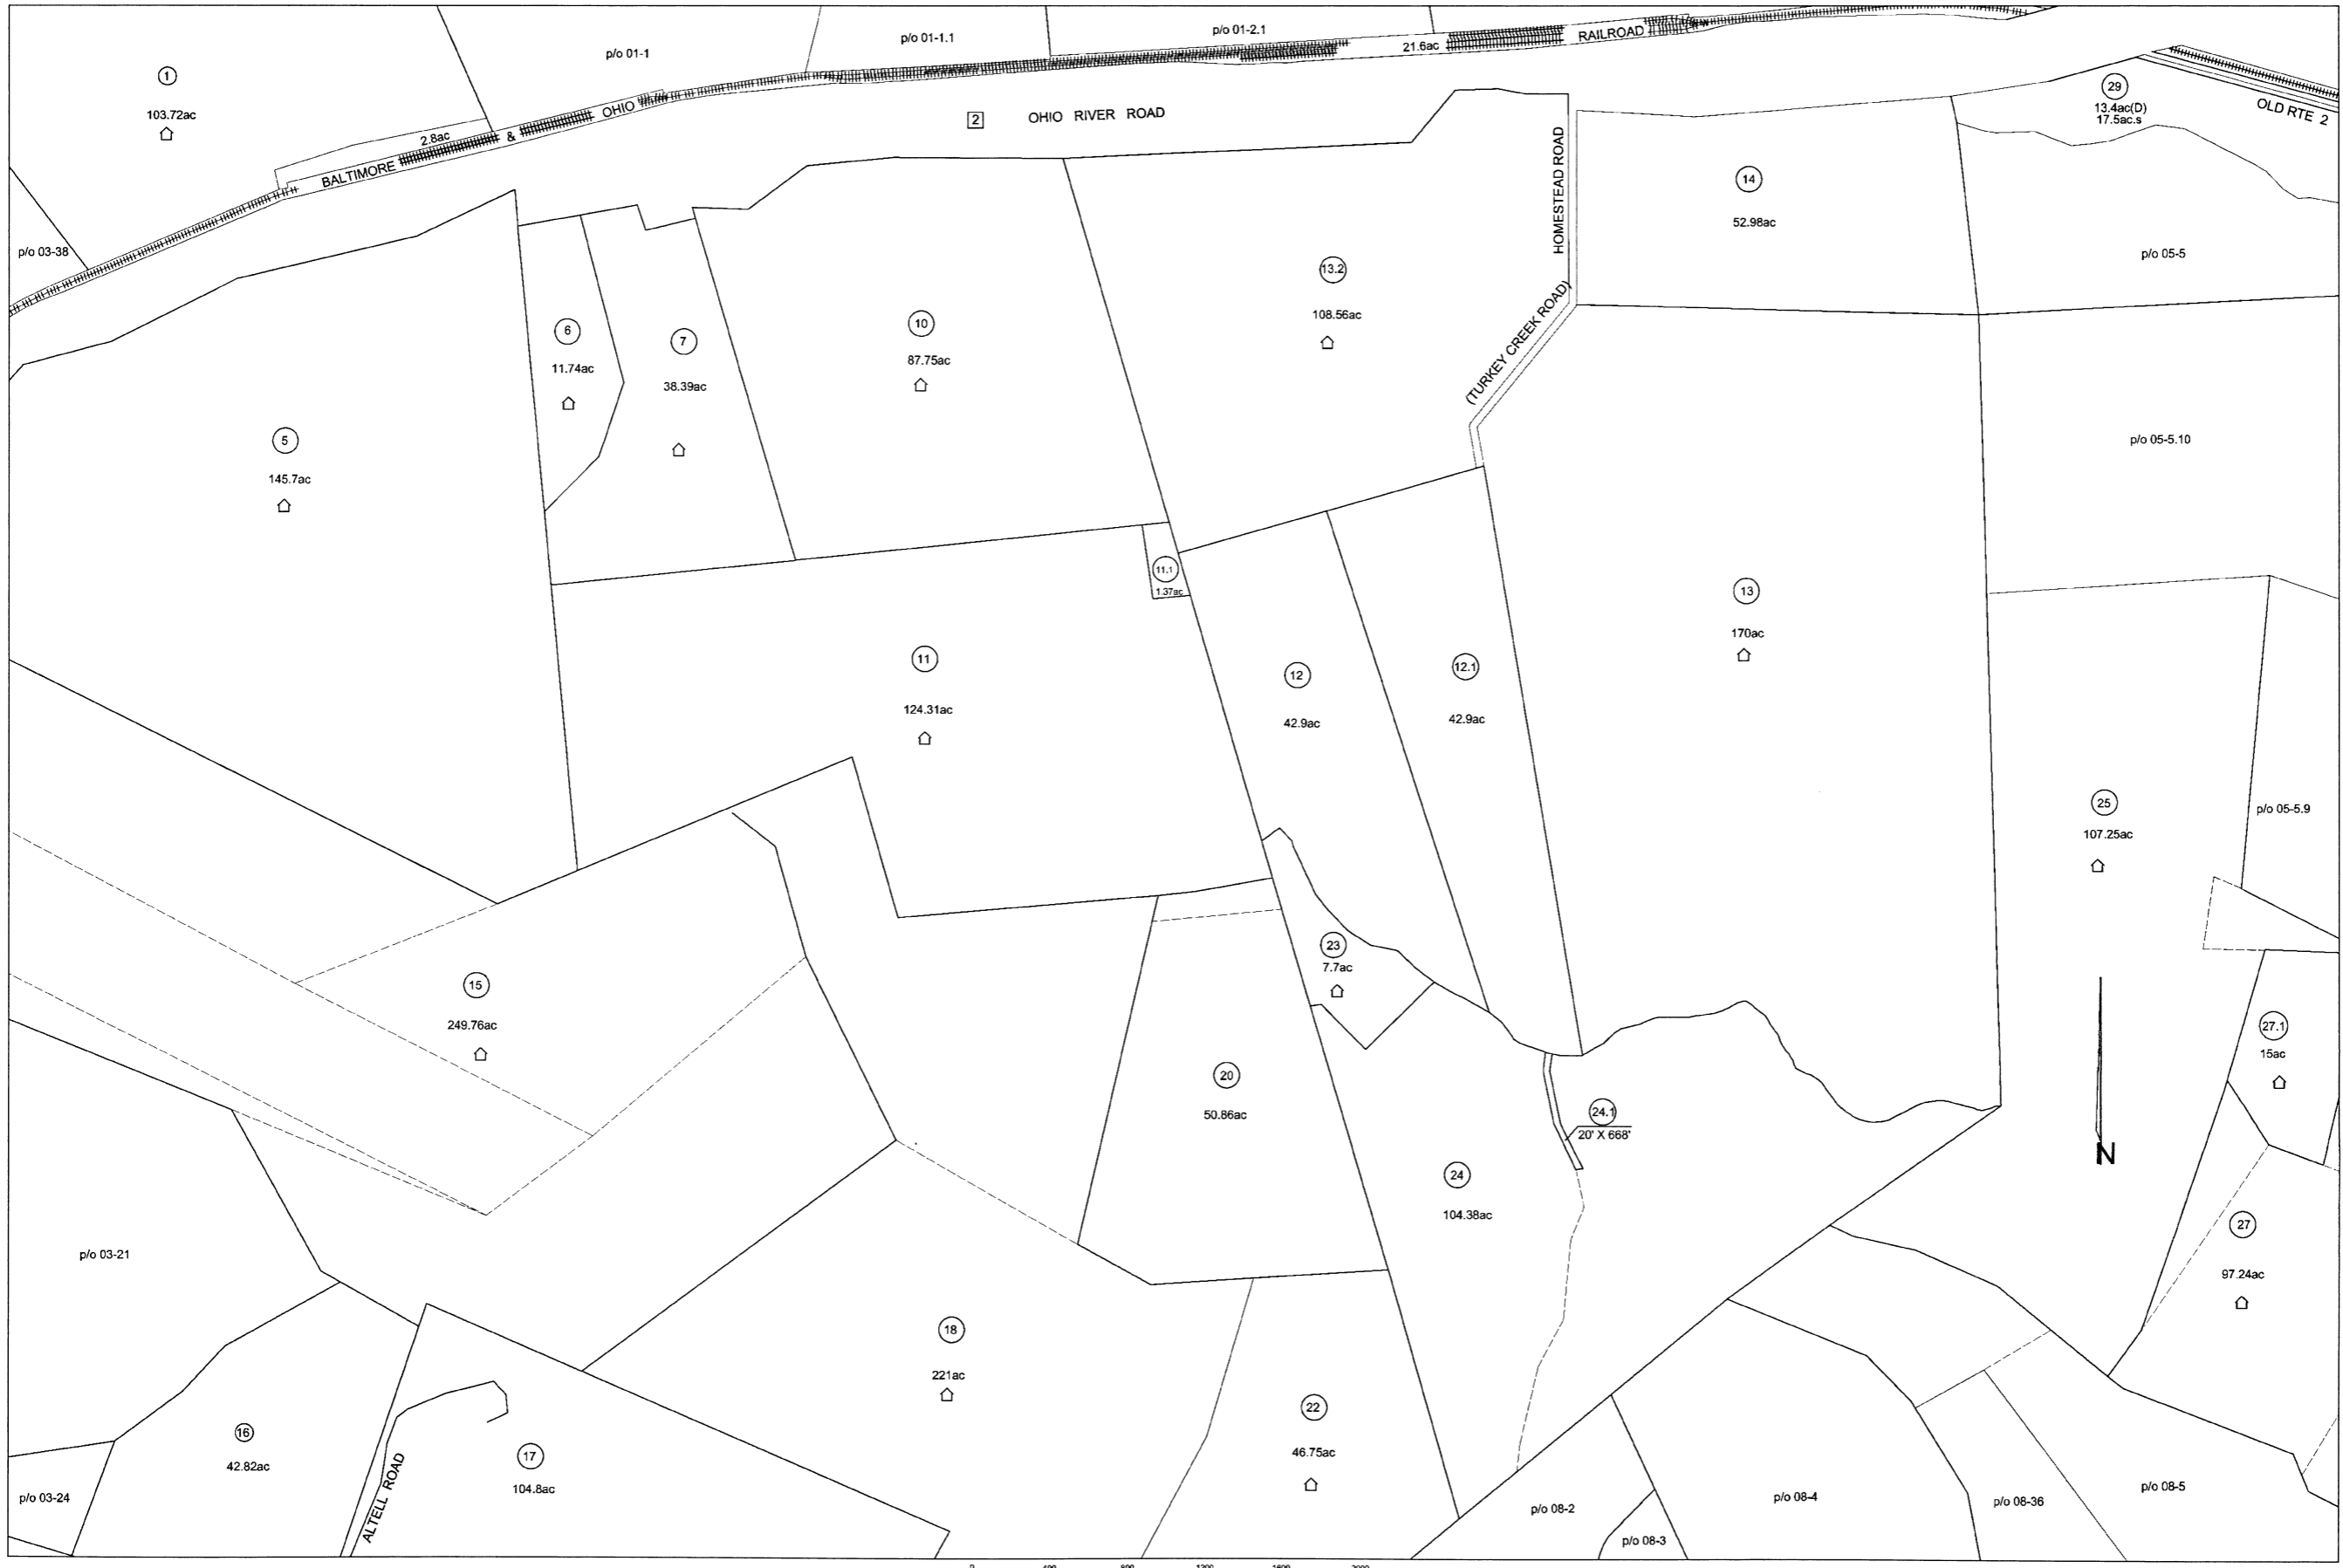 p/o 01-1
p/o 01-1.1
p/o 01-2.1
21.6ac
RAILROAD
1
103.72ac
2.8ac
BALTIMORE & OHIO
2
OHIO RIVER ROAD
29
13.4ac(D)
17.5ac.s
OLD RTE 2
p/o 03-38
HOMESTEAD ROAD
(TURKEY CREEK ROAD)
14
52.98ac
p/o 05-5
13.2
108.56ac
6
11.74ac
7
38.39ac
10
87.75ac
5
145.7ac
p/o 05-5.10
11.1
1.37ac
13
170ac
11
124.31ac
12
42.9ac
12.1
42.9ac
25
107.25ac
p/o 05-5.9
23
7.7ac
15
249.76ac
27.1
15ac
20
50.86ac
24.1
20' X 668'
N
24
104.38ac
27
97.24ac
p/o 03-21
18
221ac
22
46.75ac
16
42.82ac
17
104.8ac
ALTELL ROAD
p/o 03-24
p/o 08-2
p/o 08-3
p/o 08-4
p/o 08-36
p/o 08-5
0 400 800 1200 1600 2000